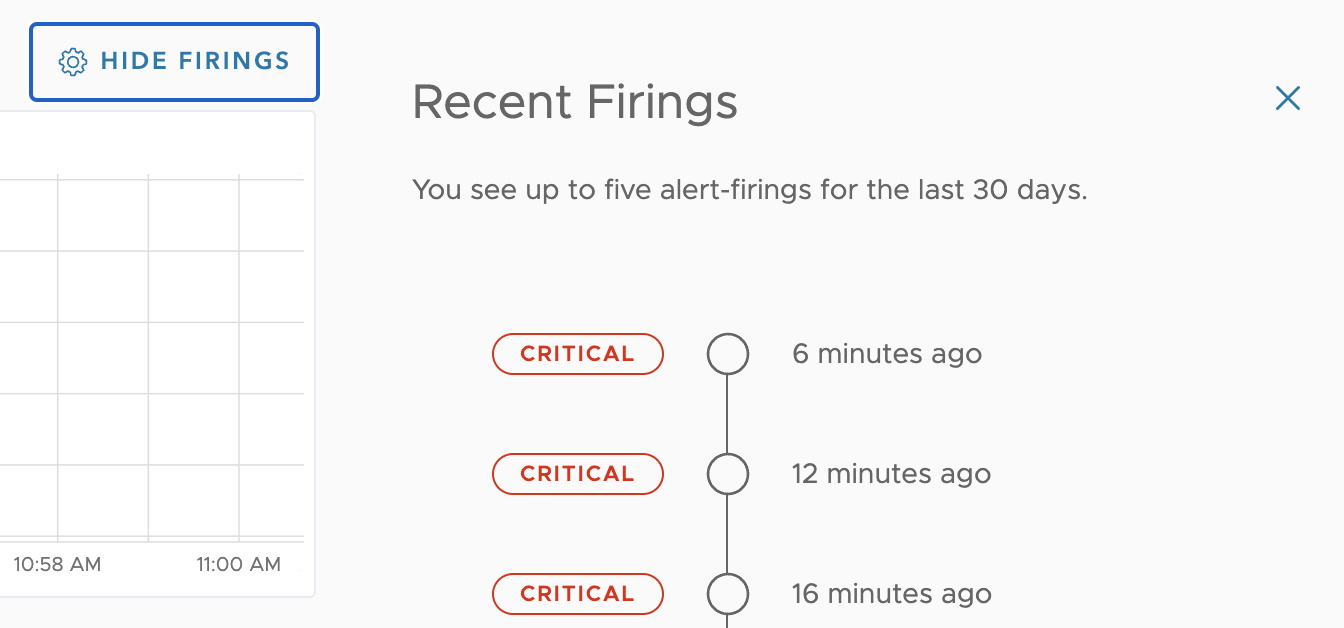 HIDE FIRINGS
10:58 AM
11:00 AM
Recent Firings
You see up to five alert-firings for the last 30 days.
CRITICAL 6 minutes ago
CRITICAL 12 minutes ago
CRITICAL 16 minutes ago